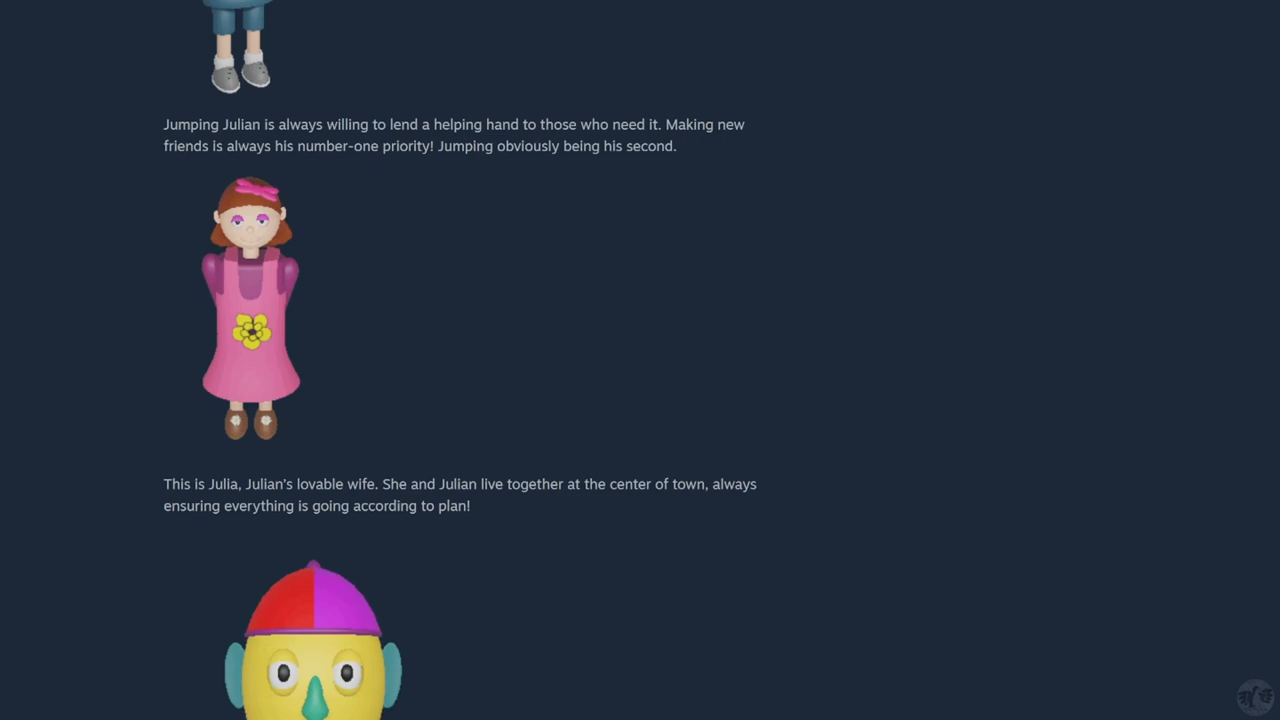 Jumping Julian is always willing to lend a helping hand to those who need it. Making new
friends is always his number-one priority! Jumping obviously being his second.
This is Julia, Julian's lovable wife. She and Julian live together at the center of town, always
ensuring everything is going according to plan!